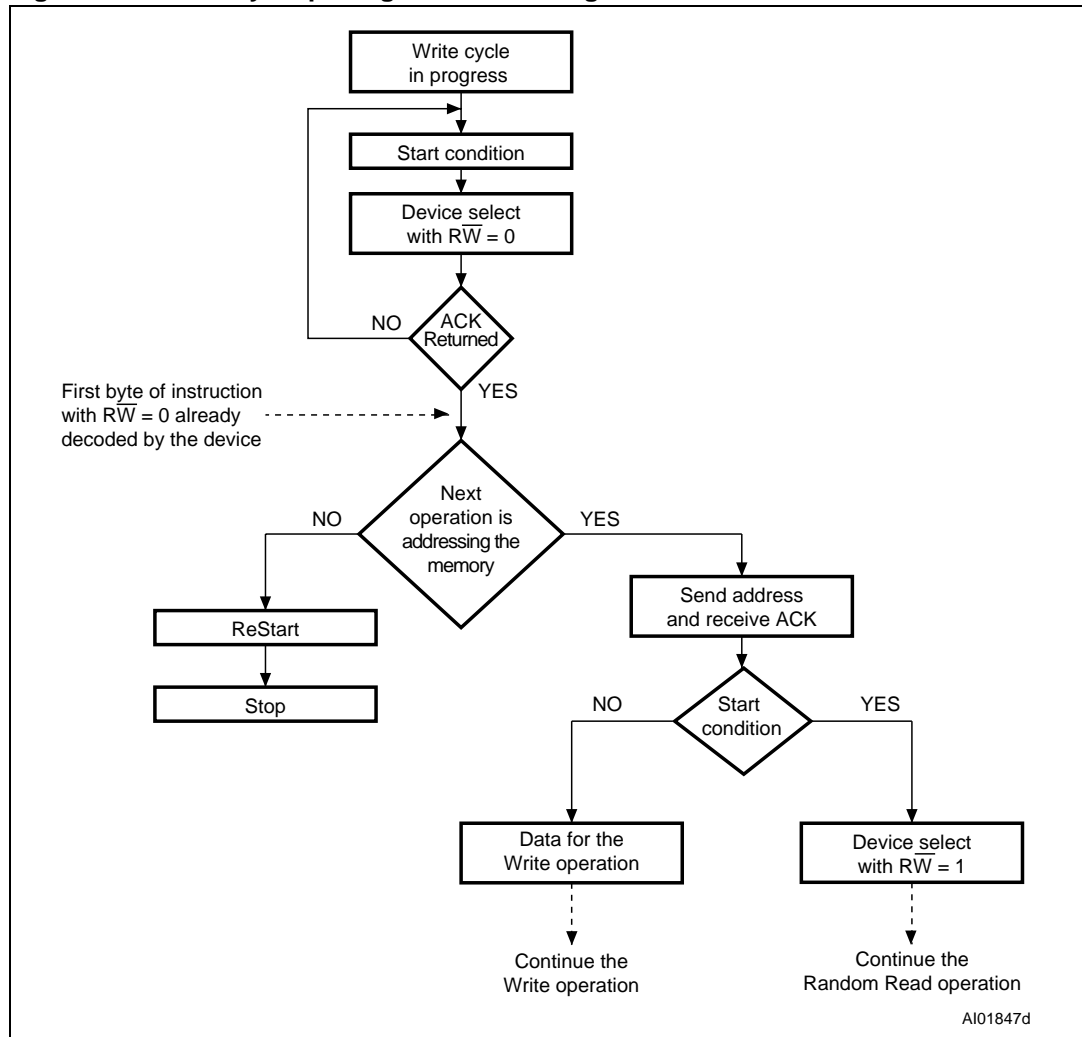 Write cycle
in progress
Start condition
Device select
with RW̅ = 0
NO
ACK
Returned
YES
First byte of instruction
with RW̅ = 0 already
decoded by the device
Next
operation is
addressing the
memory
NO
YES
Send address
and receive ACK
ReStart
Stop
Start
condition
NO
YES
Data for the
Write operation
Device select
with RW̅ = 1
Continue the
Write operation
Continue the
Random Read operation
AI01847d